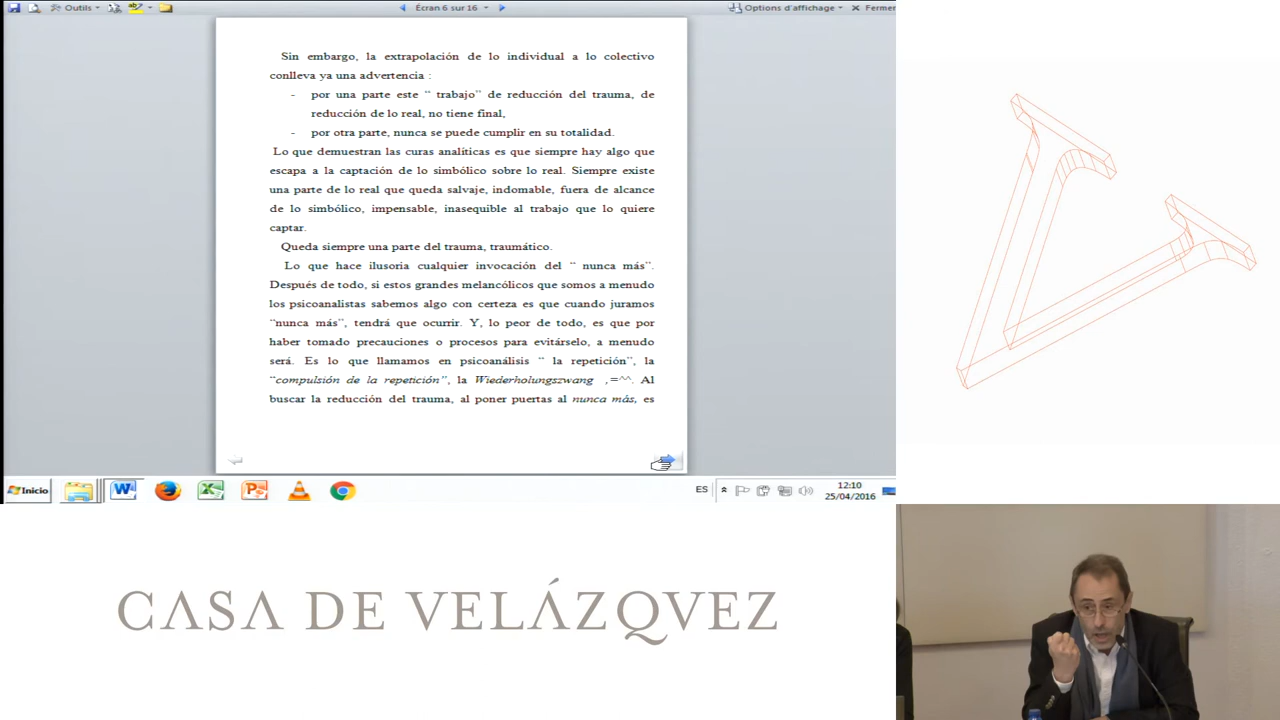 Outils
Écran 6 sur 16
Options d'affichage
Fermer
Sin embargo, la extrapolación de lo individual a lo colectivo
conlleva ya una advertencia :
- por una parte este “ trabajo” de reducción del trauma, de
reducción de lo real, no tiene final,
- por otra parte, nunca se puede cumplir en su totalidad.
Lo que demuestran las curas analíticas es que siempre hay algo que
escapa a la captación de lo simbólico sobre lo real. Siempre existe
una parte de lo real que queda salvaje, indomable, fuera de alcance
de lo simbólico, impensable, inasequible al trabajo que lo quiere
captar.
Queda siempre una parte del trauma, traumático.
Lo que hace ilusoria cualquier invocación del “ nunca más”.
Después de todo, si estos grandes melancólicos que somos a menudo
los psicoanalistas sabemos algo con certeza es que cuando juramos
“nunca más”, tendrá que ocurrir. Y, lo peor de todo, es que por
haber tomado precauciones o procesos para evitárselo, a menudo
será. Es lo que llamamos en psicoanálisis “ la repetición”, la
“compulsión de la repetición”, la Wiederholungszwang ,=^^. Al
buscar la reducción del trauma, al poner puertas al nunca más, es
Inicio
ES
12:10
25/04/2016
CASA DE VELÁZQVEZ